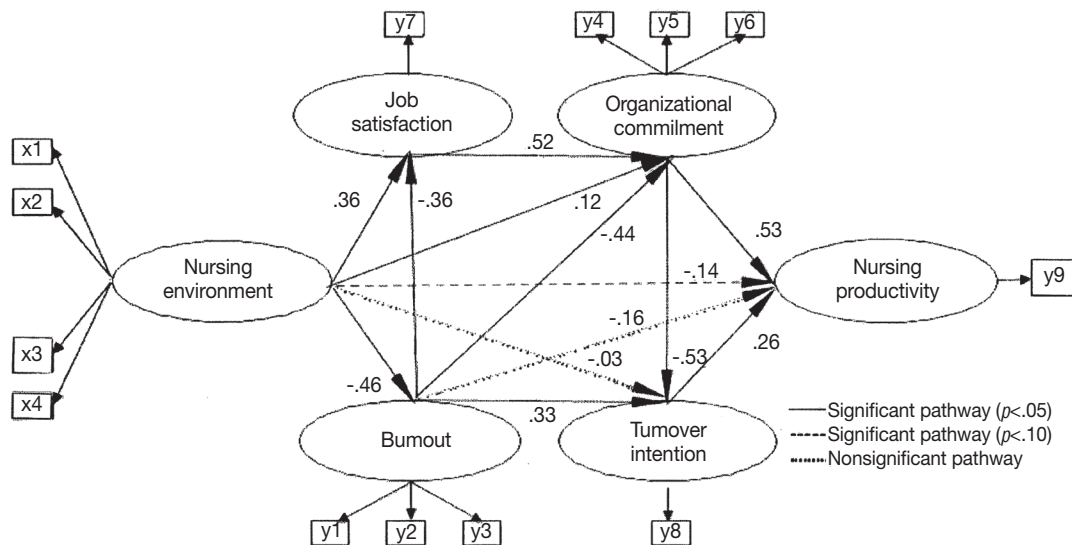 y7
y4
y5
y6
Job
satisfaction
Organizational
commilment
x1
x2
.52
.36
-.36
.12
-.44
.53
Nursing
environment
-.14
Nursing
productivity
y9
-.16
-.03
-.53
.26
x3
x4
-.46
.33
Bumout
Tumover
intention
Significant pathway (p<.05)
Significant pathway (p<.10)
Nonsignificant pathway
y1
y2
y3
y8